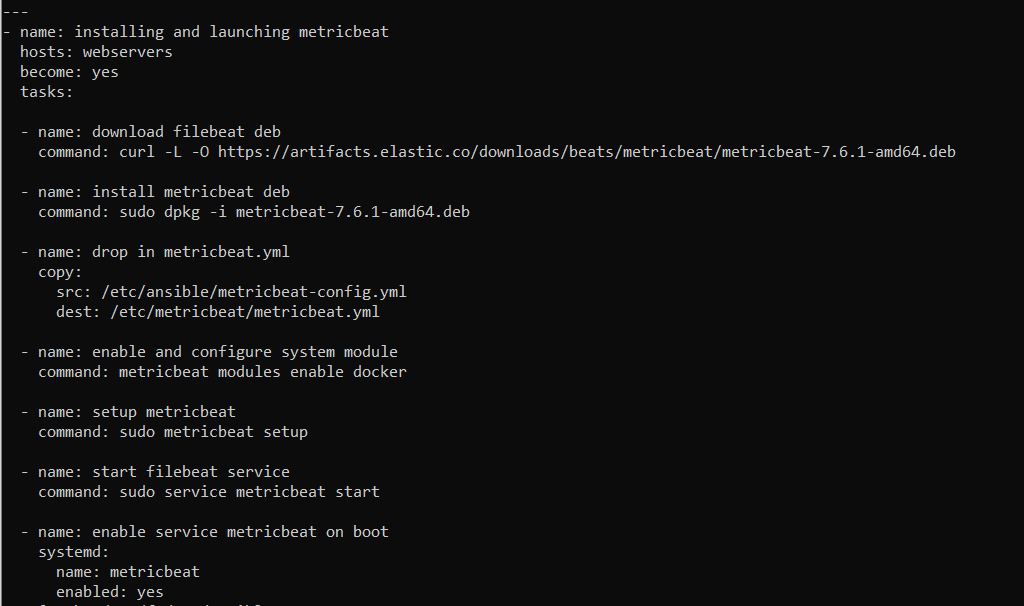 ---
- name: installing and launching metricbeat
  hosts: webservers
  become: yes
  tasks:

  - name: download filebeat deb
    command: curl -L -O https://artifacts.elastic.co/downloads/beats/metricbeat/metricbeat-7.6.1-amd64.deb

  - name: install metricbeat deb
    command: sudo dpkg -i metricbeat-7.6.1-amd64.deb

  - name: drop in metricbeat.yml
    copy:
      src: /etc/ansible/metricbeat-config.yml
      dest: /etc/metricbeat/metricbeat.yml

  - name: enable and configure system module
    command: metricbeat modules enable docker

  - name: setup metricbeat
    command: sudo metricbeat setup

  - name: start filebeat service
    command: sudo service metricbeat start

  - name: enable service metricbeat on boot
    systemd:
      name: metricbeat
      enabled: yes